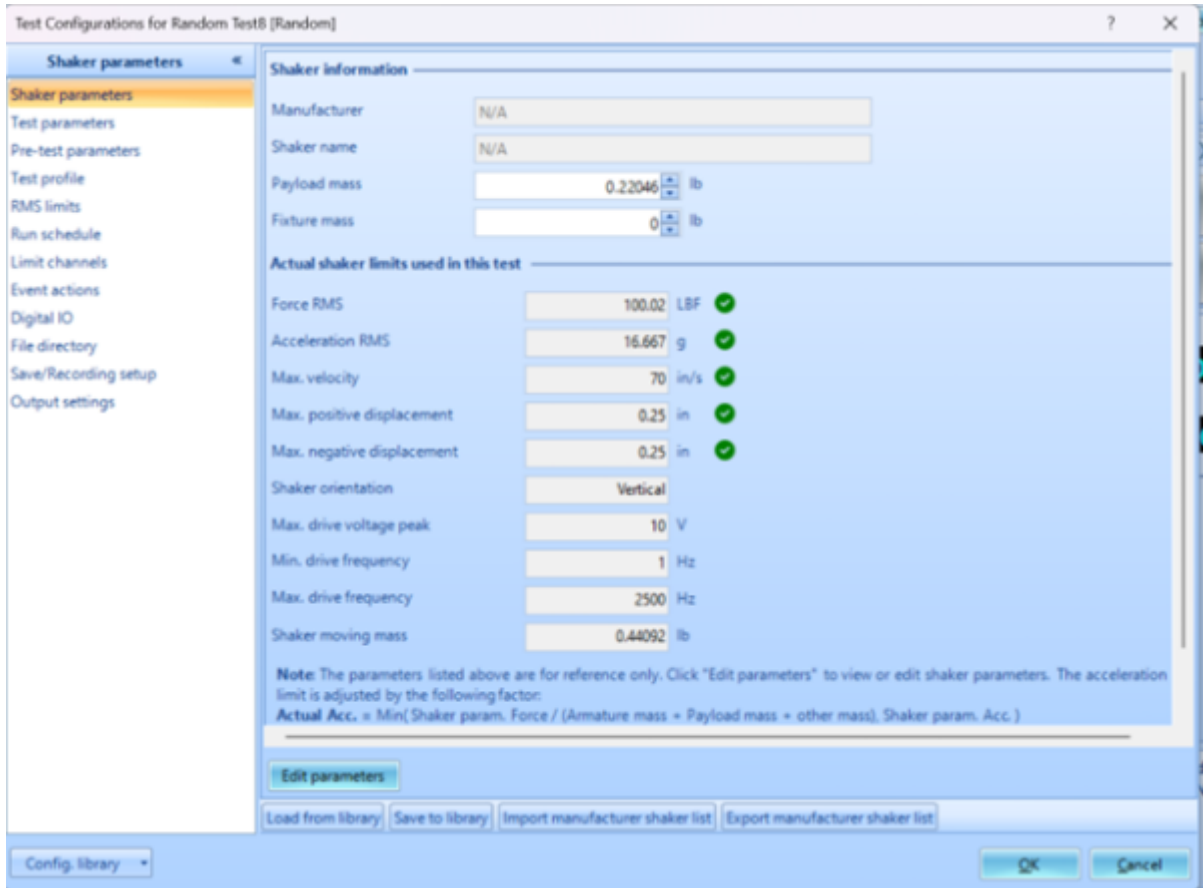 Test Configurations for Random Test8 [Random]
? ×
Shaker parameters «
Shaker parameters
Test parameters
Pre-test parameters
Test profile
RMS limits
Run schedule
Limit channels
Event actions
Digital IO
File directory
Save/Recording setup
Output settings
Shaker information
Manufacturer N/A
Shaker name N/A
Payload mass 0.22046 lb
Fixture mass 0 lb
Actual shaker limits used in this test
Force RMS 100.02 LBF
Acceleration RMS 16.667 g
Max. velocity 70 in/s
Max. positive displacement 0.25 in
Max. negative displacement 0.25 in
Shaker orientation Vertical
Max. drive voltage peak 10 V
Min. drive frequency 1 Hz
Max. drive frequency 2500 Hz
Shaker moving mass 0.44092 lb
Note: The parameters listed above are for reference only. Click "Edit parameters" to view or edit shaker parameters. The acceleration
limit is adjusted by the following factor:
Actual Acc. = Min( Shaker param. Force / (Armature mass + Payload mass + other mass), Shaker param. Acc. )
Edit parameters
Load from library Save to library Import manufacturer shaker list Export manufacturer shaker list
Config. library OK Cancel